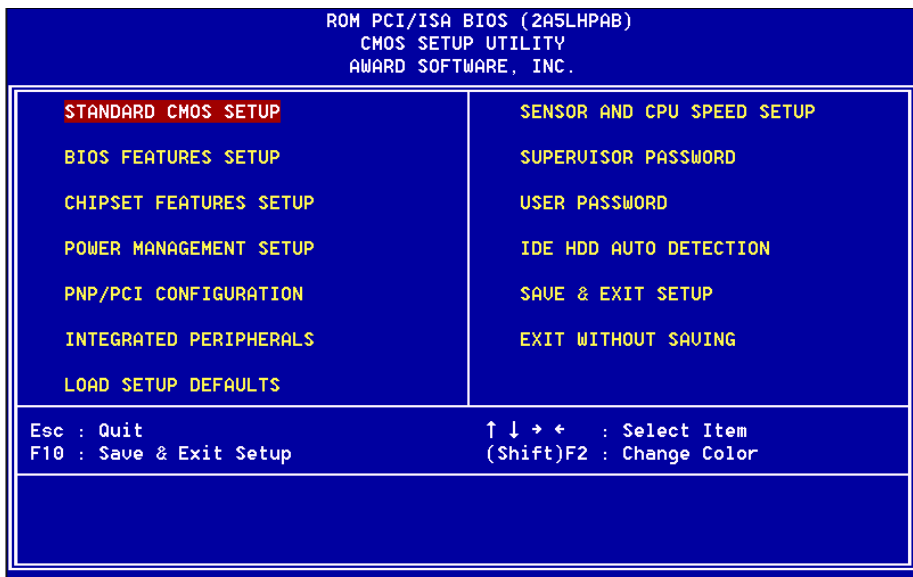 ROM PCI/ISA BIOS (2A5LHPAB)
CMOS SETUP UTILITY
AWARD SOFTWARE, INC.
STANDARD CMOS SETUP
BIOS FEATURES SETUP
CHIPSET FEATURES SETUP
POWER MANAGEMENT SETUP
PNP/PCI CONFIGURATION
INTEGRATED PERIPHERALS
LOAD SETUP DEFAULTS
SENSOR AND CPU SPEED SETUP
SUPERVISOR PASSWORD
USER PASSWORD
IDE HDD AUTO DETECTION
SAVE & EXIT SETUP
EXIT WITHOUT SAVING
Esc : Quit
F10 : Save & Exit Setup
↑ ↓ → ← : Select Item
(Shift)F2 : Change Color